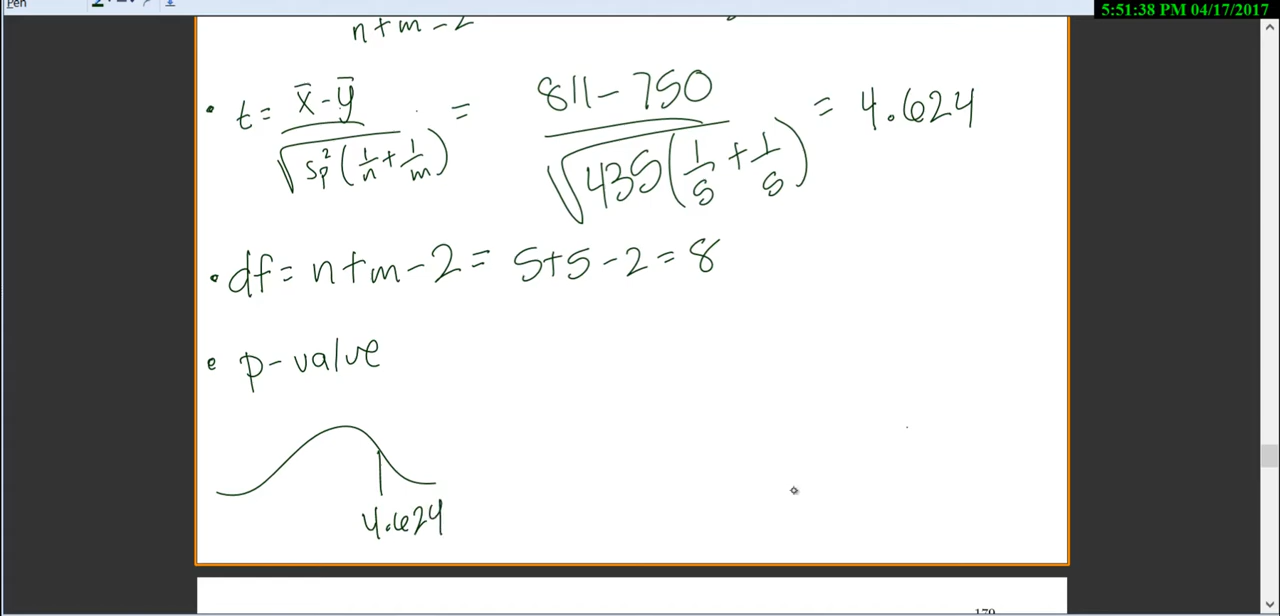 Pen
5:51:38 PM 04/17/2017
n+m-2
• t = x̄ - ȳ / √(Sp²(1/n + 1/m)) = 811 - 750 / √(435(1/5 + 1/5)) = 4.624
• df = n+m-2 = 5+5-2 = 8
• p-value
4.624